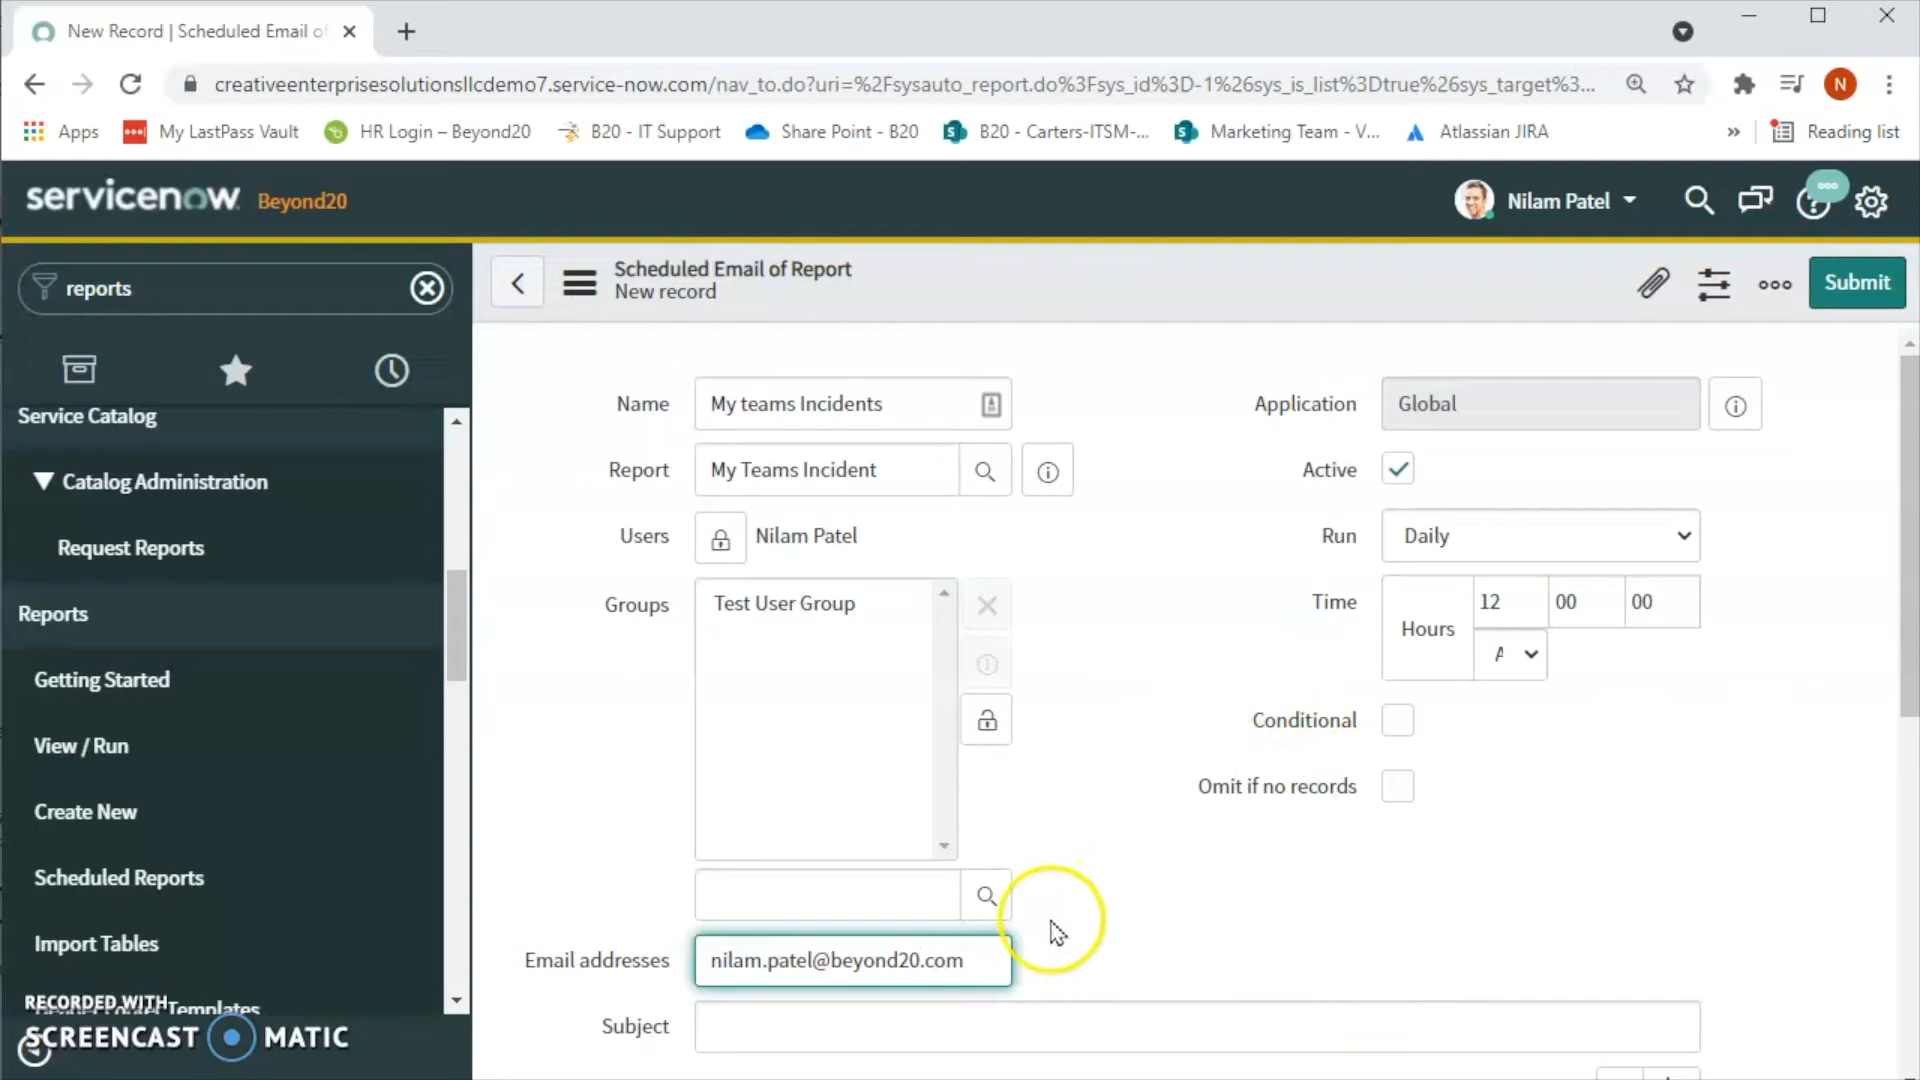 New Record | Scheduled Email of
creativeenterprisesolutionsllcdemo7.service-now.com/nav_to.do?uri=%2Fsysauto_report.do%3Fsys_id%3D-1%26sys_is_list%3Dtrue%26sys_target%3...
N
Apps
My LastPass Vault
HR Login – Beyond20
B20 - IT Support
Share Point - B20
B20 - Carters-ITSM-...
Marketing Team - V...
Atlassian JIRA
»
Reading list
servicenow
Beyond20
Nilam Patel
reports
Scheduled Email of Report
New record
Submit
Service Catalog
Catalog Administration
Request Reports
Reports
Getting Started
View / Run
Create New
Scheduled Reports
Import Tables
Templates
Name
My teams Incidents
Application
Global
Report
My Teams Incident
Active
Users
Nilam Patel
Run
Daily
Groups
Test User Group
Time
Hours
12
00
00
Conditional
Omit if no records
Email addresses
nilam.patel@beyond20.com
Subject
RECORDED WITH
SCREENCAST MATIC